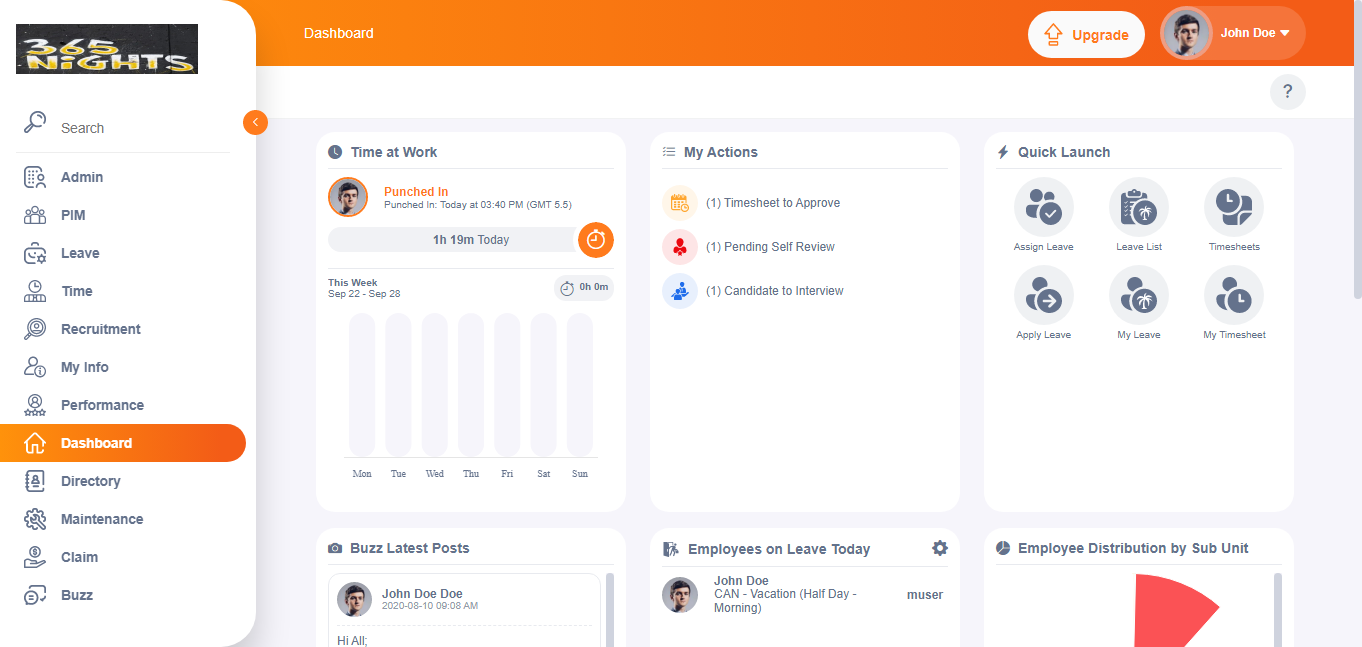 365
NIGHTS
Dashboard
Upgrade
John Doe
?
Search
Admin
PIM
Leave
Time
Recruitment
My Info
Performance
Dashboard
Directory
Maintenance
Claim
Buzz
Time at Work
Punched In
Punched In: Today at 03:40 PM (GMT 5.5)
1h 19m Today
This Week
Sep 22 - Sep 28
0h 0m
Mon Tue Wed Thu Fri Sat Sun
My Actions
(1) Timesheet to Approve
(1) Pending Self Review
(1) Candidate to Interview
Quick Launch
Assign Leave Leave List Timesheets
Apply Leave My Leave My Timesheet
Buzz Latest Posts
John Doe Doe
2020-08-10 09:08 AM
Hi All;
Employees on Leave Today
John Doe
CAN - Vacation (Half Day -
Morning)
muser
Employee Distribution by Sub Unit